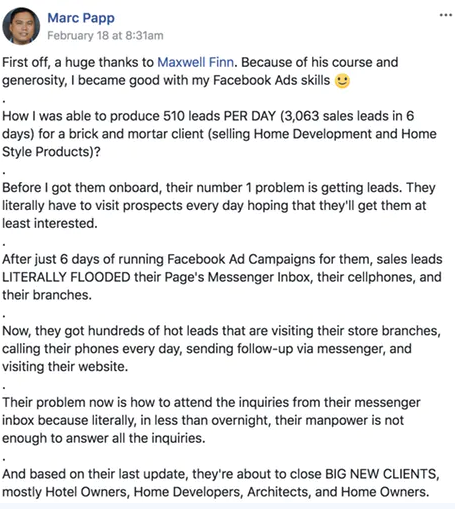 Marc Papp
February 18 at 8:31am
First off, a huge thanks to Maxwell Finn. Because of his course and
generosity, I became good with my Facebook Ads skills 🙂
.
How I was able to produce 510 leads PER DAY (3,063 sales leads in 6
days) for a brick and mortar client (selling Home Development and Home
Style Products)?
.
Before I got them onboard, their number 1 problem is getting leads. They
literally have to visit prospects every day hoping that they'll get them at
least interested.
.
After just 6 days of running Facebook Ad Campaigns for them, sales leads
LITERALLY FLOODED their Page's Messenger Inbox, their cellphones, and
their branches.
.
Now, they got hundreds of hot leads that are visiting their store branches,
calling their phones every day, sending follow-up via messenger, and
visiting their website.
.
Their problem now is how to attend the inquiries from their messenger
inbox because literally, in less than overnight, their manpower is not
enough to answer all the inquiries.
.
And based on their last update, they're about to close BIG NEW CLIENTS,
mostly Hotel Owners, Home Developers, Architects, and Home Owners.